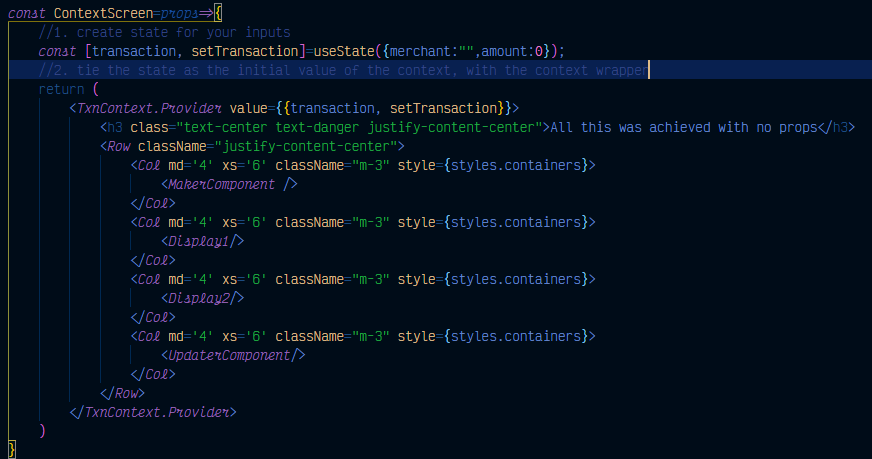 const ContextScreen=props=>{
//1. create state for your inputs
const [transaction, setTransaction]=useState({merchant:"",amount:0});
//2. tie the state as the initial value of the context, with the context wrapper
return (
<TxnContext.Provider value={{transaction, setTransaction}}>
<h3 class="text-center text-danger justify-content-center">All this was achieved with no props</h3>
<Row className="justify-content-center">
<Col md='4' xs='6' className="m-3" style={styles.containers}>
<MakerComponent />
</Col>
<Col md='4' xs='6' className="m-3" style={styles.containers}>
<Display1/>
</Col>
<Col md='4' xs='6' className="m-3" style={styles.containers}>
<Display2/>
</Col>
<Col md='4' xs='6' className="m-3" style={styles.containers}>
<UpdaterComponent/>
</Col>
</Row>
</TxnContext.Provider>
)
}